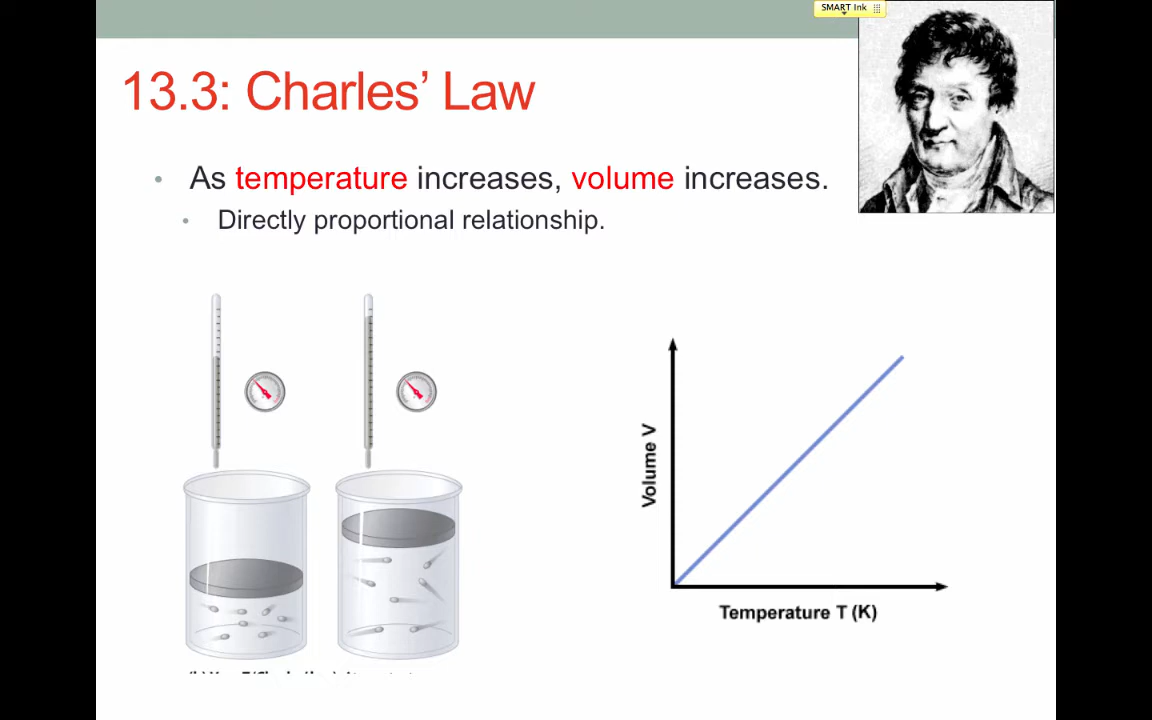 SMART Ink
13.3: Charles’ Law
• As temperature increases, volume increases.
• Directly proportional relationship.
Volume V
Temperature T (K)